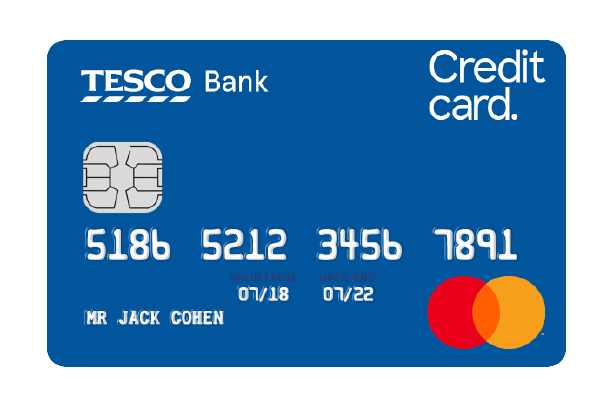 TESCO Bank
Credit
card.
5186 5212 3456 7891
VALID FROM UNTIL END
07/18 07/22
MR JACK COHEN